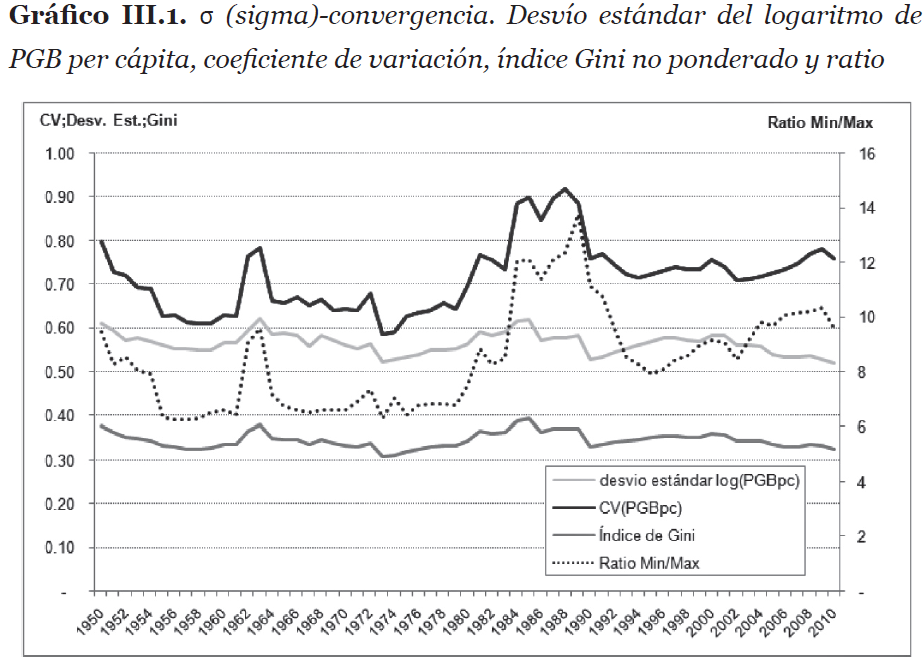 Gráfico III.1. σ (sigma)-convergencia. Desvío estándar del logaritmo de
PGB per cápita, coeficiente de variación, índice Gini no ponderado y ratio
CV;Desv. Est.;Gini
Ratio Min/Max
1.00
0.90
0.80
0.70
0.60
0.50
0.40
0.30
0.20
0.10
-
16
14
12
10
8
6
4
2
-
desvio estándar log(PGBpc)
CV(PGBpc)
Índice de Gini
Ratio Min/Max
1950 1952 1954 1956 1958 1960 1962 1964 1966 1968 1970 1972 1974 1976 1978 1980 1982 1984 1986 1988 1990 1992 1994 1996 1998 2000 2002 2004 2006 2008 2010